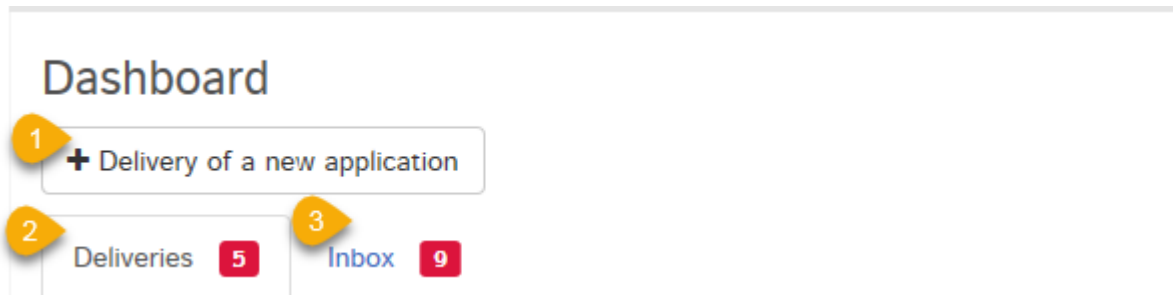 Dashboard
1
+ Delivery of a new application
2 3
Deliveries 5 Inbox 9